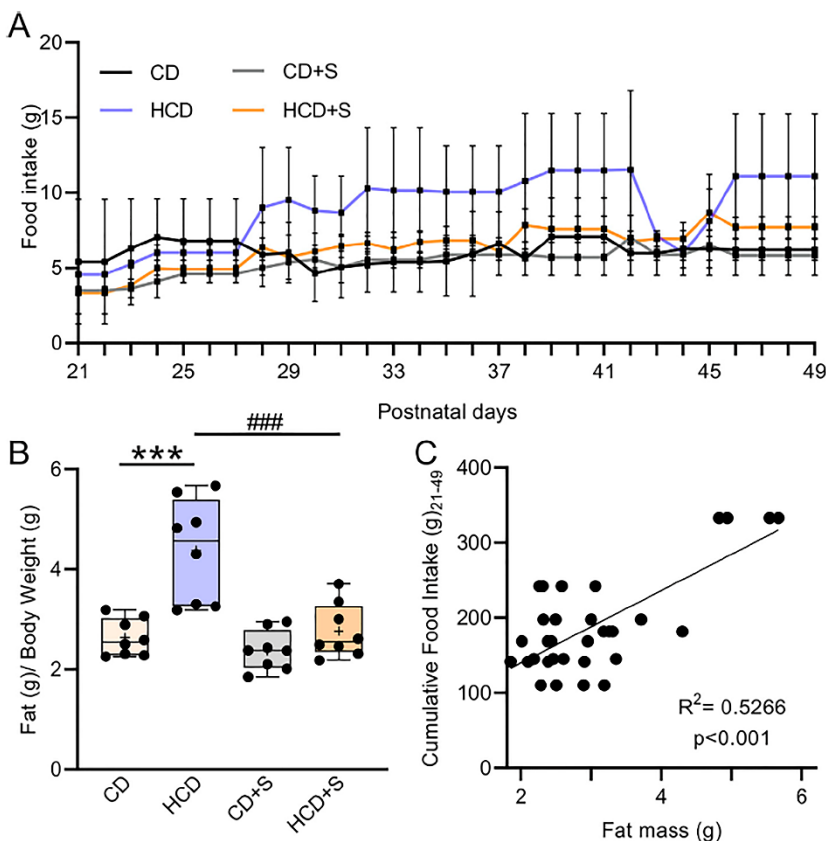 A
Food intake (g)
20
15
10
5
0
CD
CD+S
HCD
HCD+S
21
25
29
33
37
41
45
49
Postnatal days
B
###
***
Fat (g)/ Body Weight (g)
6
4
2
0
CD
HCD
CD+S
HCD+S
C
Cumulative Food Intake (g)21-49
400
300
200
100
0
R2= 0.5266
p<0.001
2
4
6
Fat mass (g)